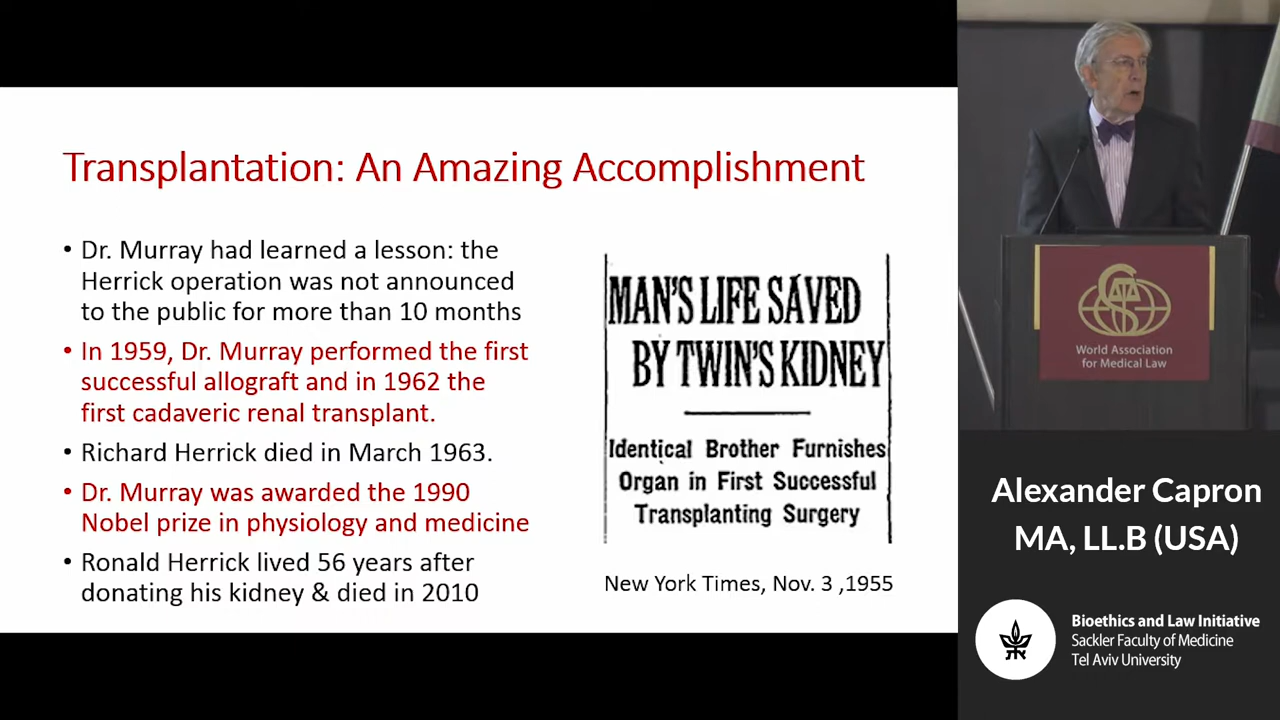 Transplantation: An Amazing Accomplishment
• Dr. Murray had learned a lesson: the
Herrick operation was not announced
to the public for more than 10 months
• In 1959, Dr. Murray performed the first
successful allograft and in 1962 the
first cadaveric renal transplant.
• Richard Herrick died in March 1963.
• Dr. Murray was awarded the 1990
Nobel prize in physiology and medicine
• Ronald Herrick lived 56 years after
donating his kidney & died in 2010
MAN'S LIFE SAVED
BY TWIN'S KIDNEY
Identical Brother Furnishes
Organ in First Successful
Transplanting Surgery
New York Times, Nov. 3 ,1955
World Association
for Medical Law
Alexander Capron
MA, LL.B (USA)
Bioethics and Law Initiative
Sackler Faculty of Medicine
Tel Aviv University